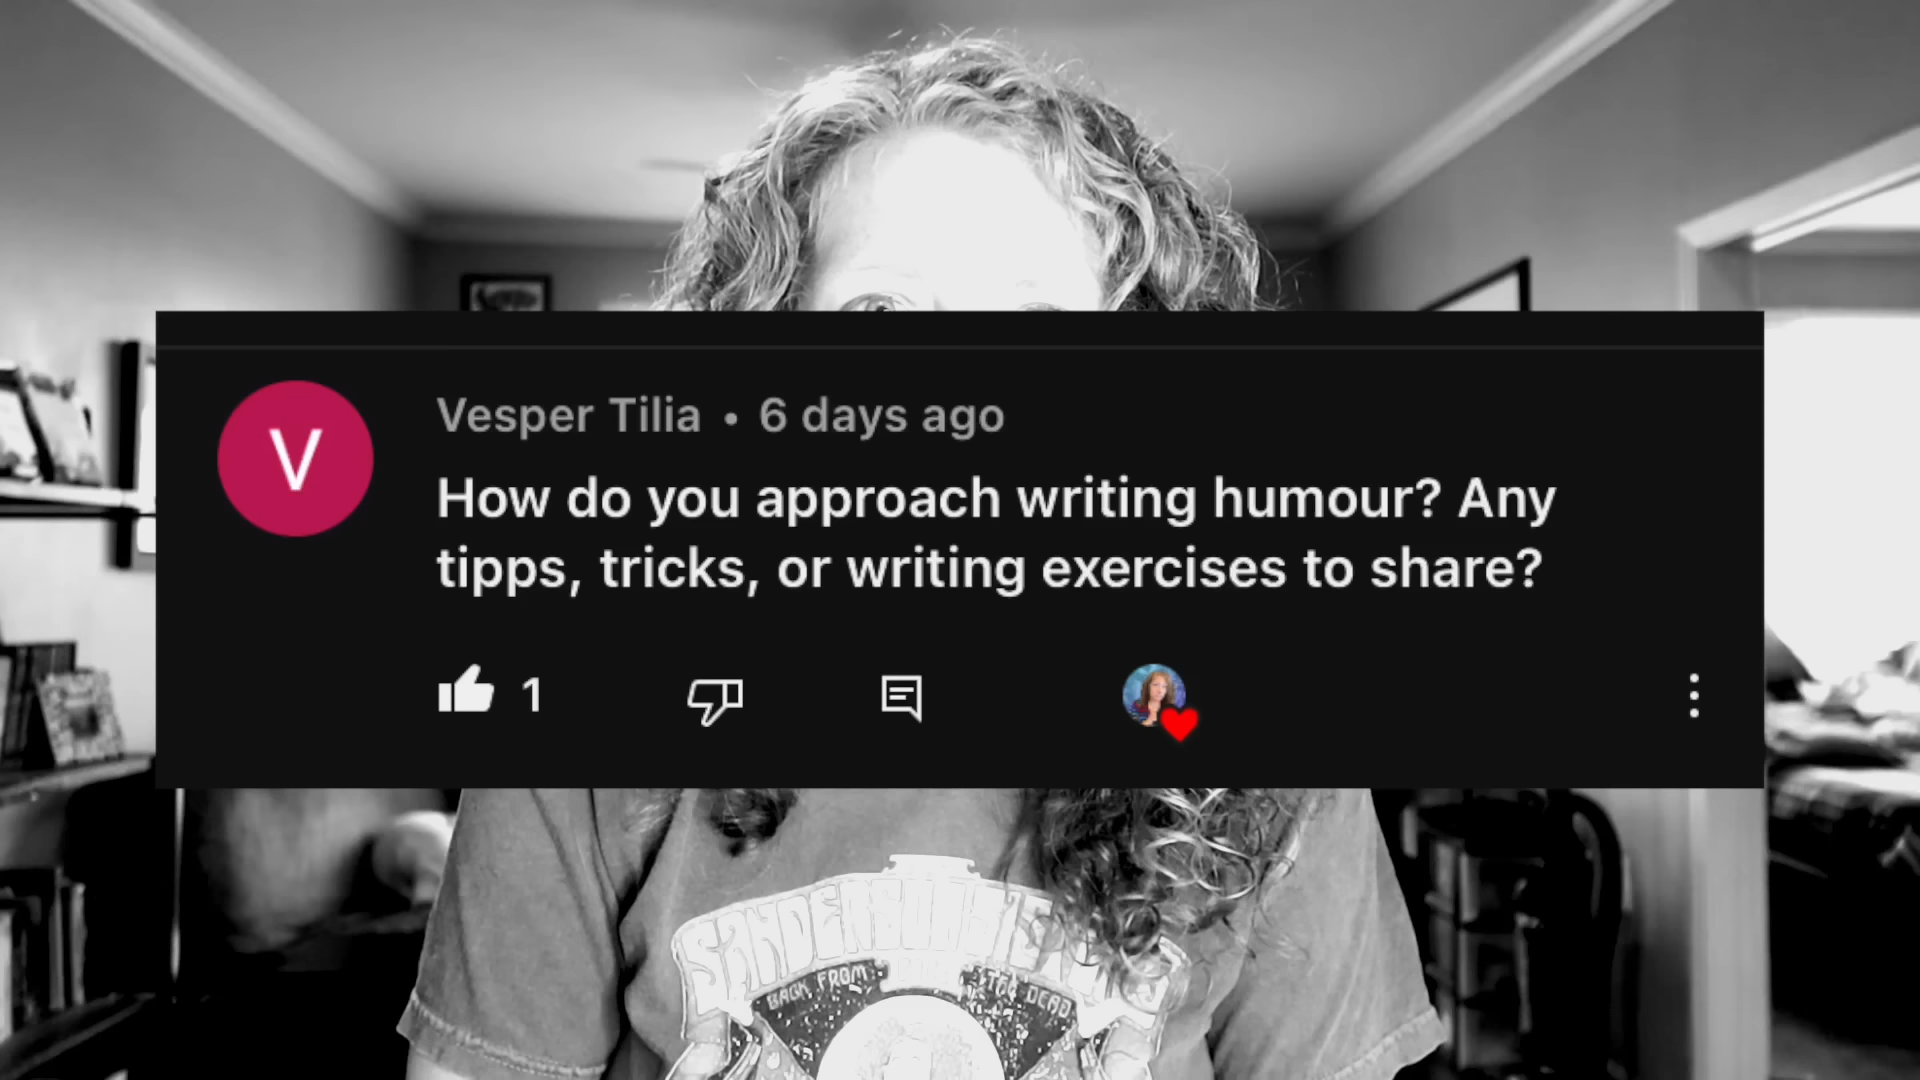 Vesper Tilia • 6 days ago
V
How do you approach writing humour? Any
tipps, tricks, or writing exercises to share?
1
BACK FROM
THE DEAD